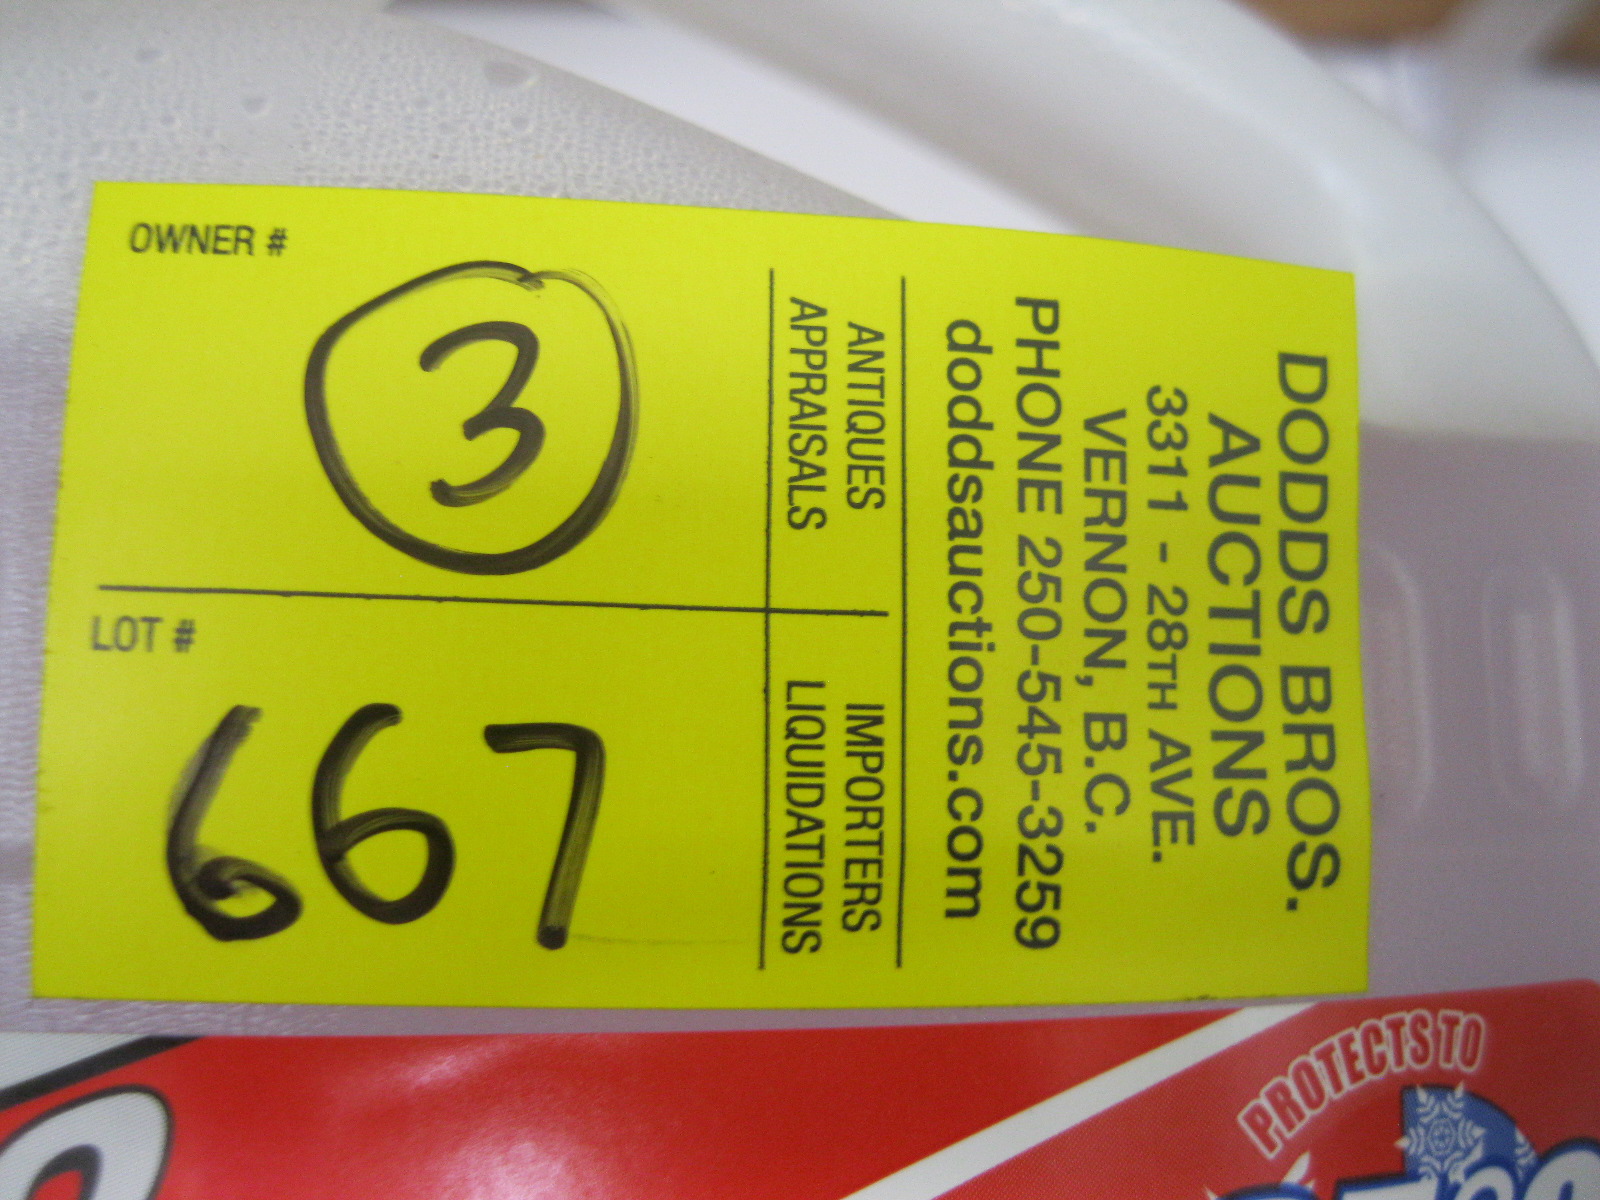 DODDS BROS.
AUCTIONS
3311 - 28TH AVE.
VERNON, B.C.
PHONE 250-545-3259
doddsauctions.com
ANTIQUES
APPRAISALS
IMPORTERS
LIQUIDATIONS
OWNER #
3
LOT #
667
PROTECTS TO